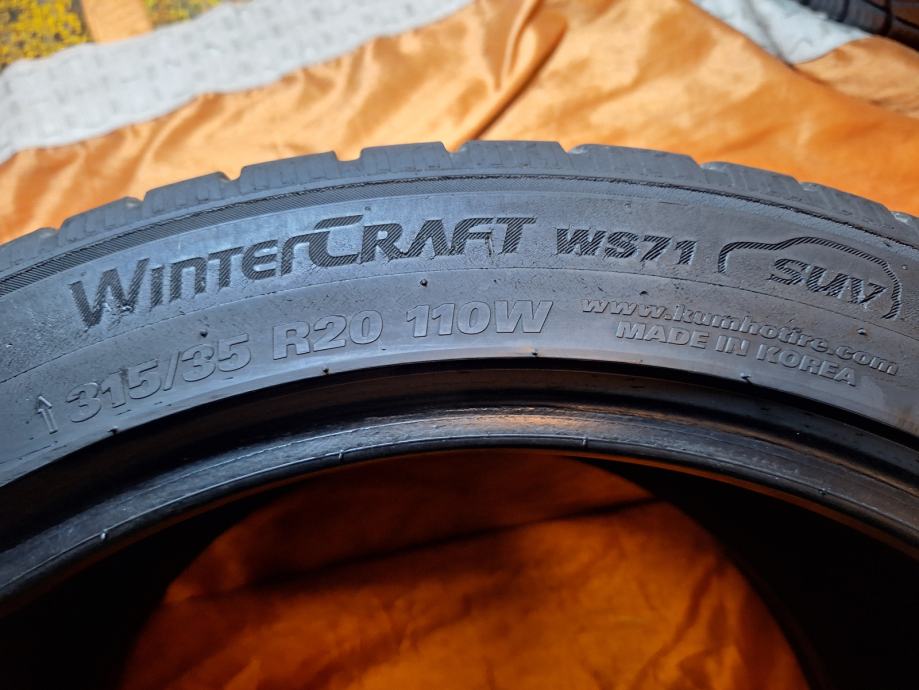 WINTERCRAFT WS71 SUV
315/35 R20 110W
www.kumhotire.com
MADE IN KOREA